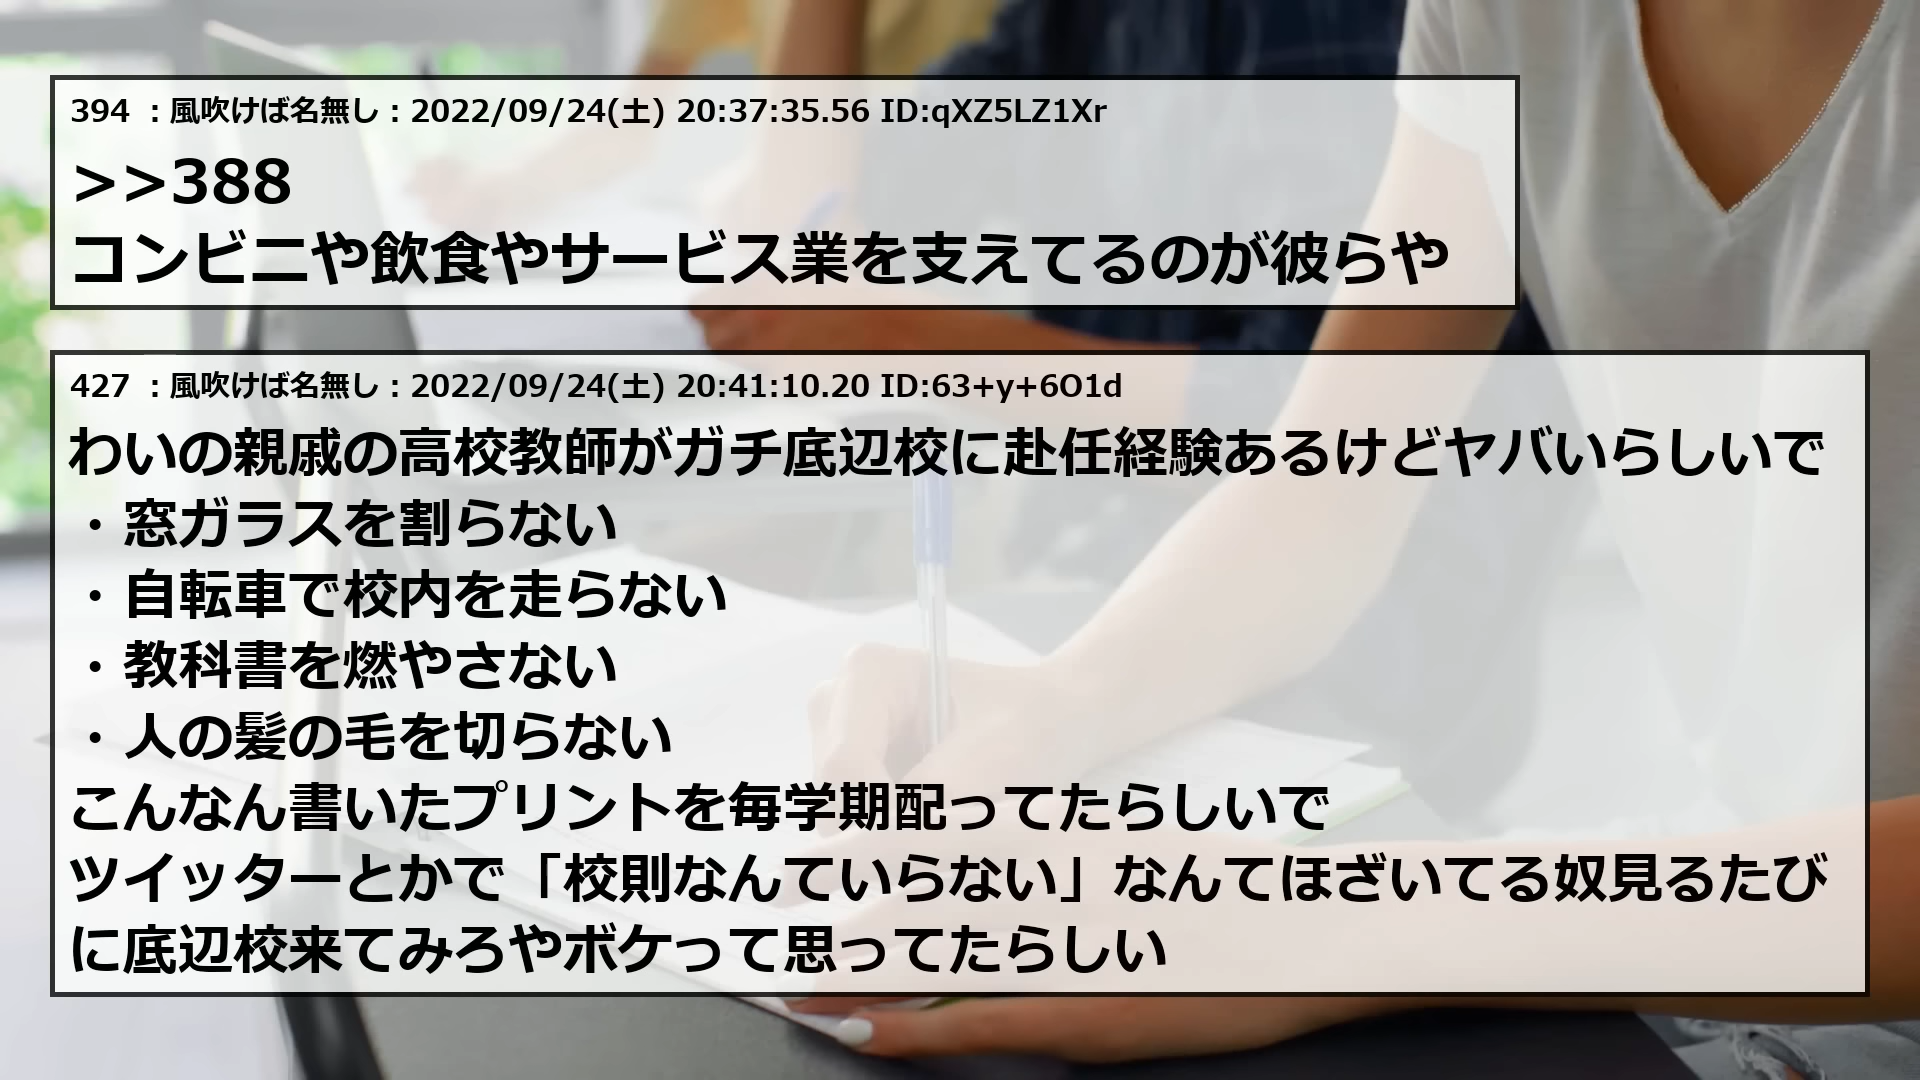 394 ：風吹けば名無し：2022/09/24(土) 20:37:35.56 ID:qXZ5LZ1Xr
>>388
コンビニや飲食やサービス業を支えてるのが彼らや
427 ：風吹けば名無し：2022/09/24(土) 20:41:10.20 ID:63+y+6O1d
わいの親戚の高校教師がガチ底辺校に赴任経験あるけどヤバいらしいで
・窓ガラスを割らない
・自転車で校内を走らない
・教科書を燃やさない
・人の髪の毛を切らない
こんなん書いたプリントを毎学期配ってたらしいで
ツイッターとかで「校則なんていらない」なんてほざいてる奴見るたび
に底辺校来てみろやボケって思ってたらしい